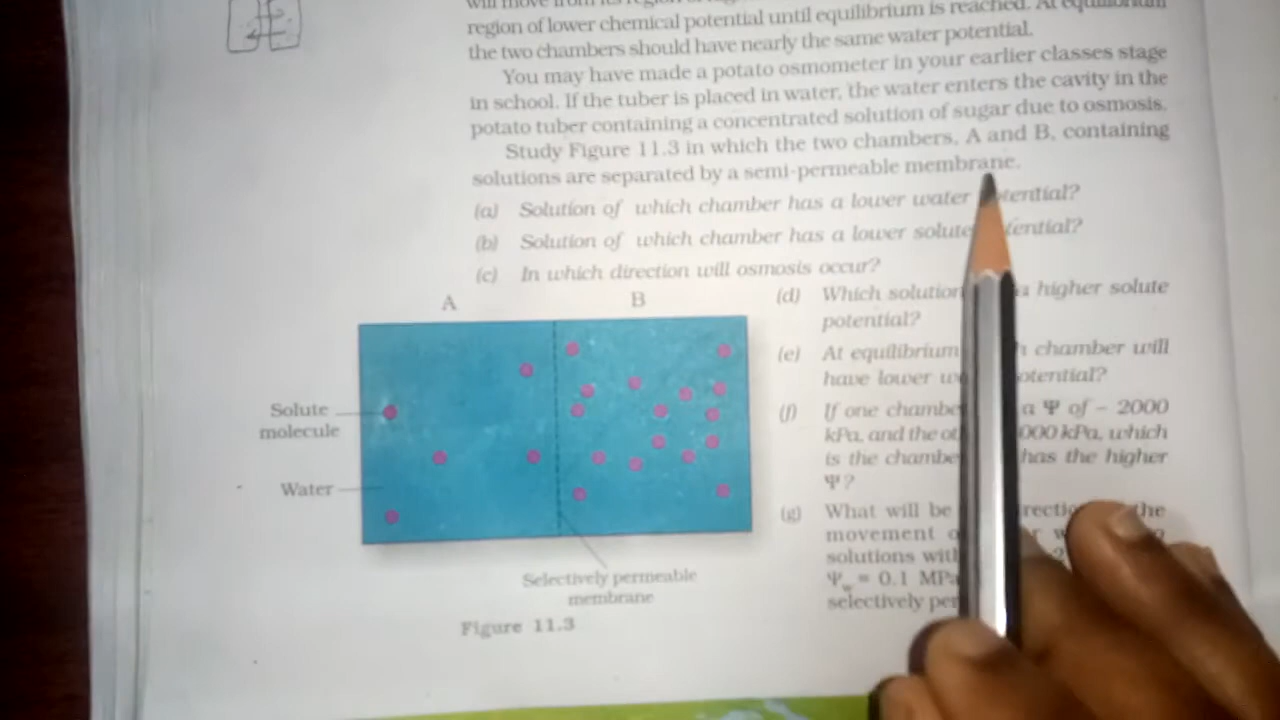 region of lower chemical potential until equilibrium is reached. At equilibrium
the two chambers should have nearly the same water potential.
You may have made a potato osmometer in your earlier classes stage
in school. If the tuber is placed in water, the water enters the cavity in the
potato tuber containing a concentrated solution of sugar due to osmosis.
Study Figure 11.3 in which the two chambers, A and B, containing
solutions are separated by a semi-permeable membrane.
(a) Solution of which chamber has a lower water
(b) Solution of which chamber has a lower solute
(c) In which direction will osmosis occur?
A B
(d) Which solution higher solute
potential?
(e) At equilibrium chamber will
have lower
(f) If one a Ψ of – 2000
kPa, and the 000 kPa, which
is the has the higher
Ψ?
(g) What will be the
movement
solutions
Ψw = 0.1
Solute
molecule
Water
Selectively permeable
membrane
Figure 11.3